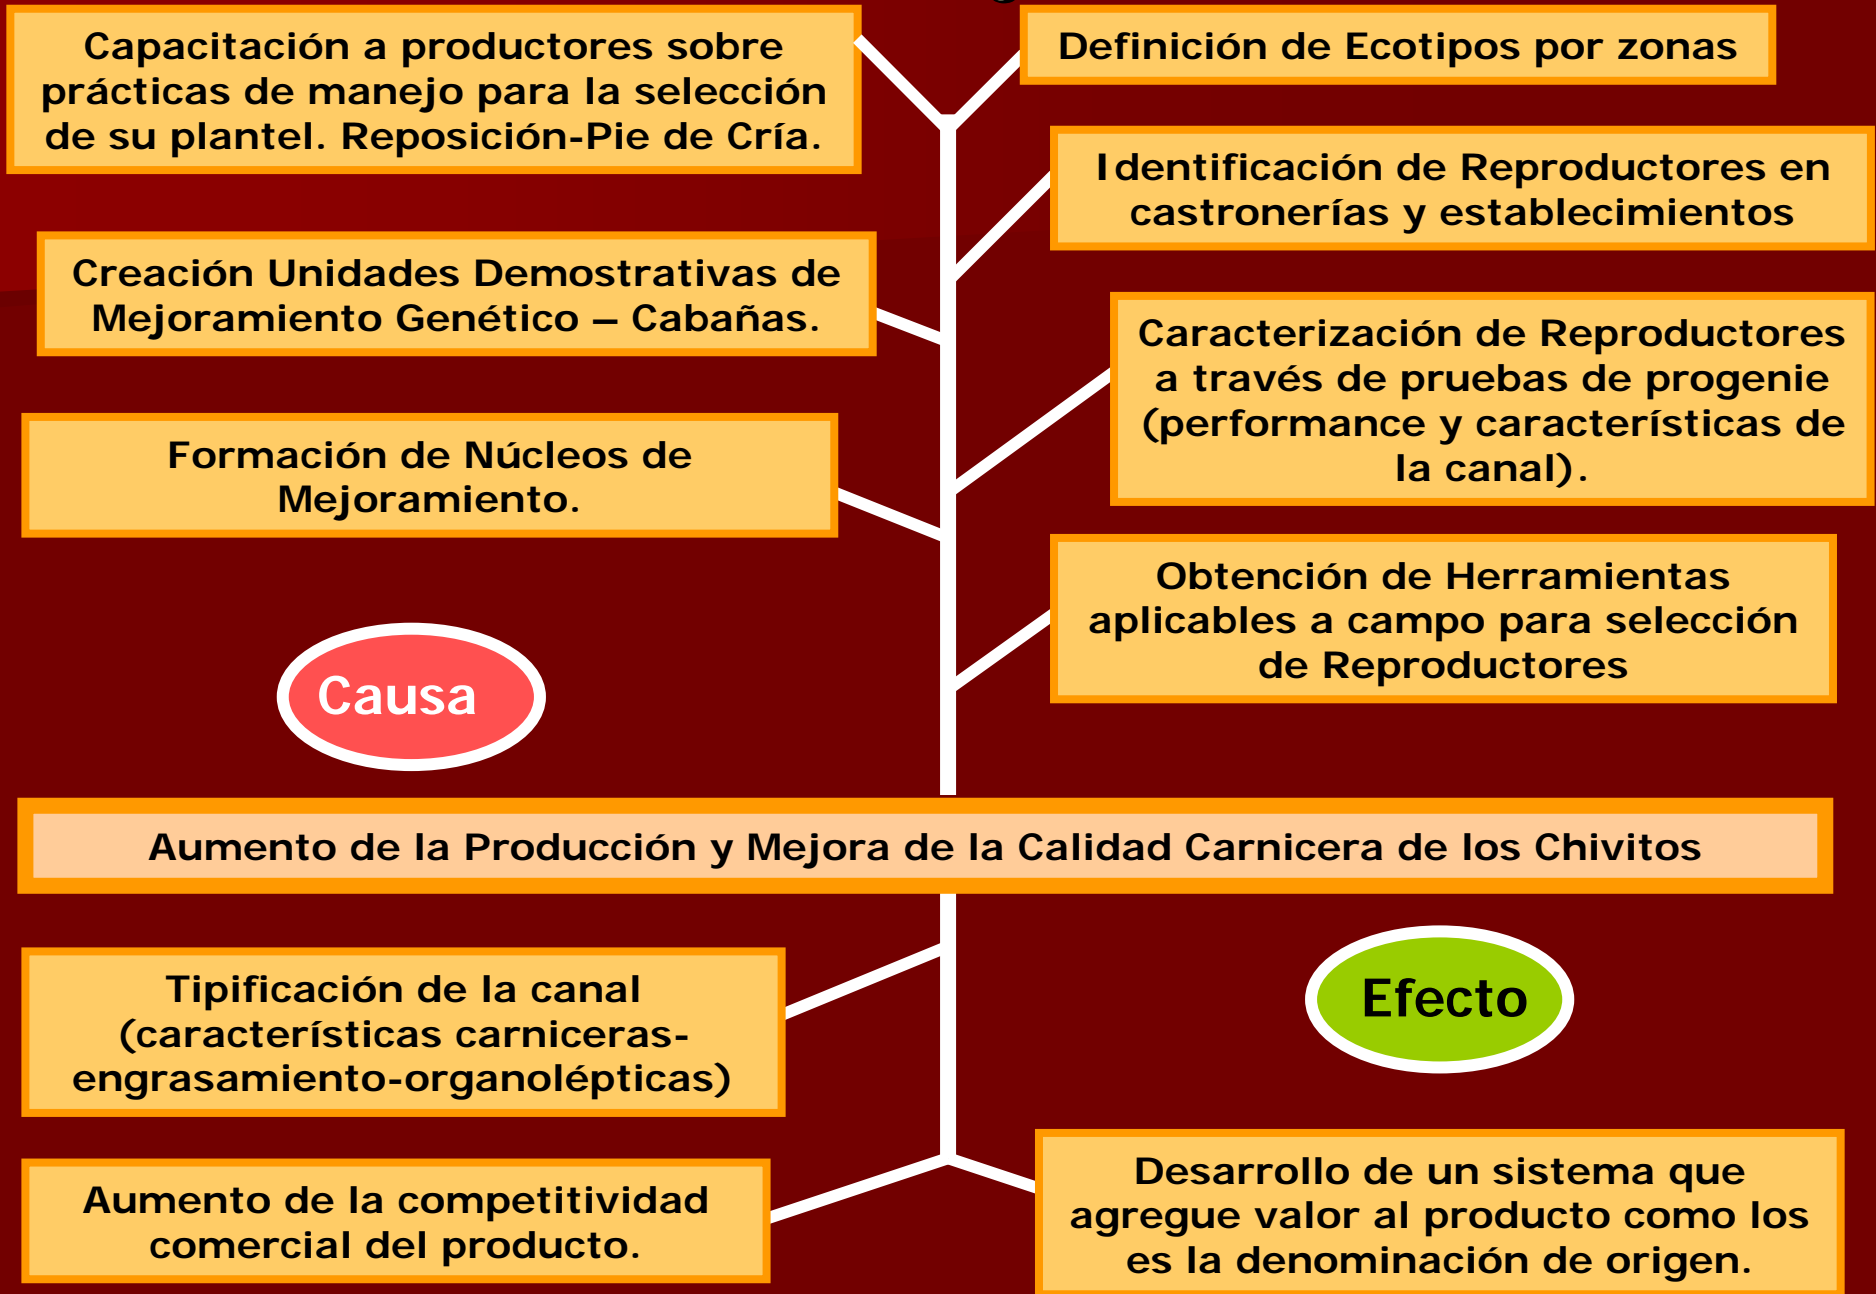 Capacitación a productores sobre
prácticas de manejo para la selección
de su plantel. Reposición-Pie de Cría.
Definición de Ecotipos por zonas
Identificación de Reproductores en
castronerías y establecimientos
Creación Unidades Demostrativas de
Mejoramiento Genético – Cabañas.
Caracterización de Reproductores
a través de pruebas de progenie
(performance y características de
la canal).
Formación de Núcleos de
Mejoramiento.
Obtención de Herramientas
aplicables a campo para selección
de Reproductores
Causa
Aumento de la Producción y Mejora de la Calidad Carnicera de los Chivitos
Tipificación de la canal
(características carniceras-
engrasamiento-organolépticas)
Efecto
Aumento de la competitividad
comercial del producto.
Desarrollo de un sistema que
agregue valor al producto como los
es la denominación de origen.